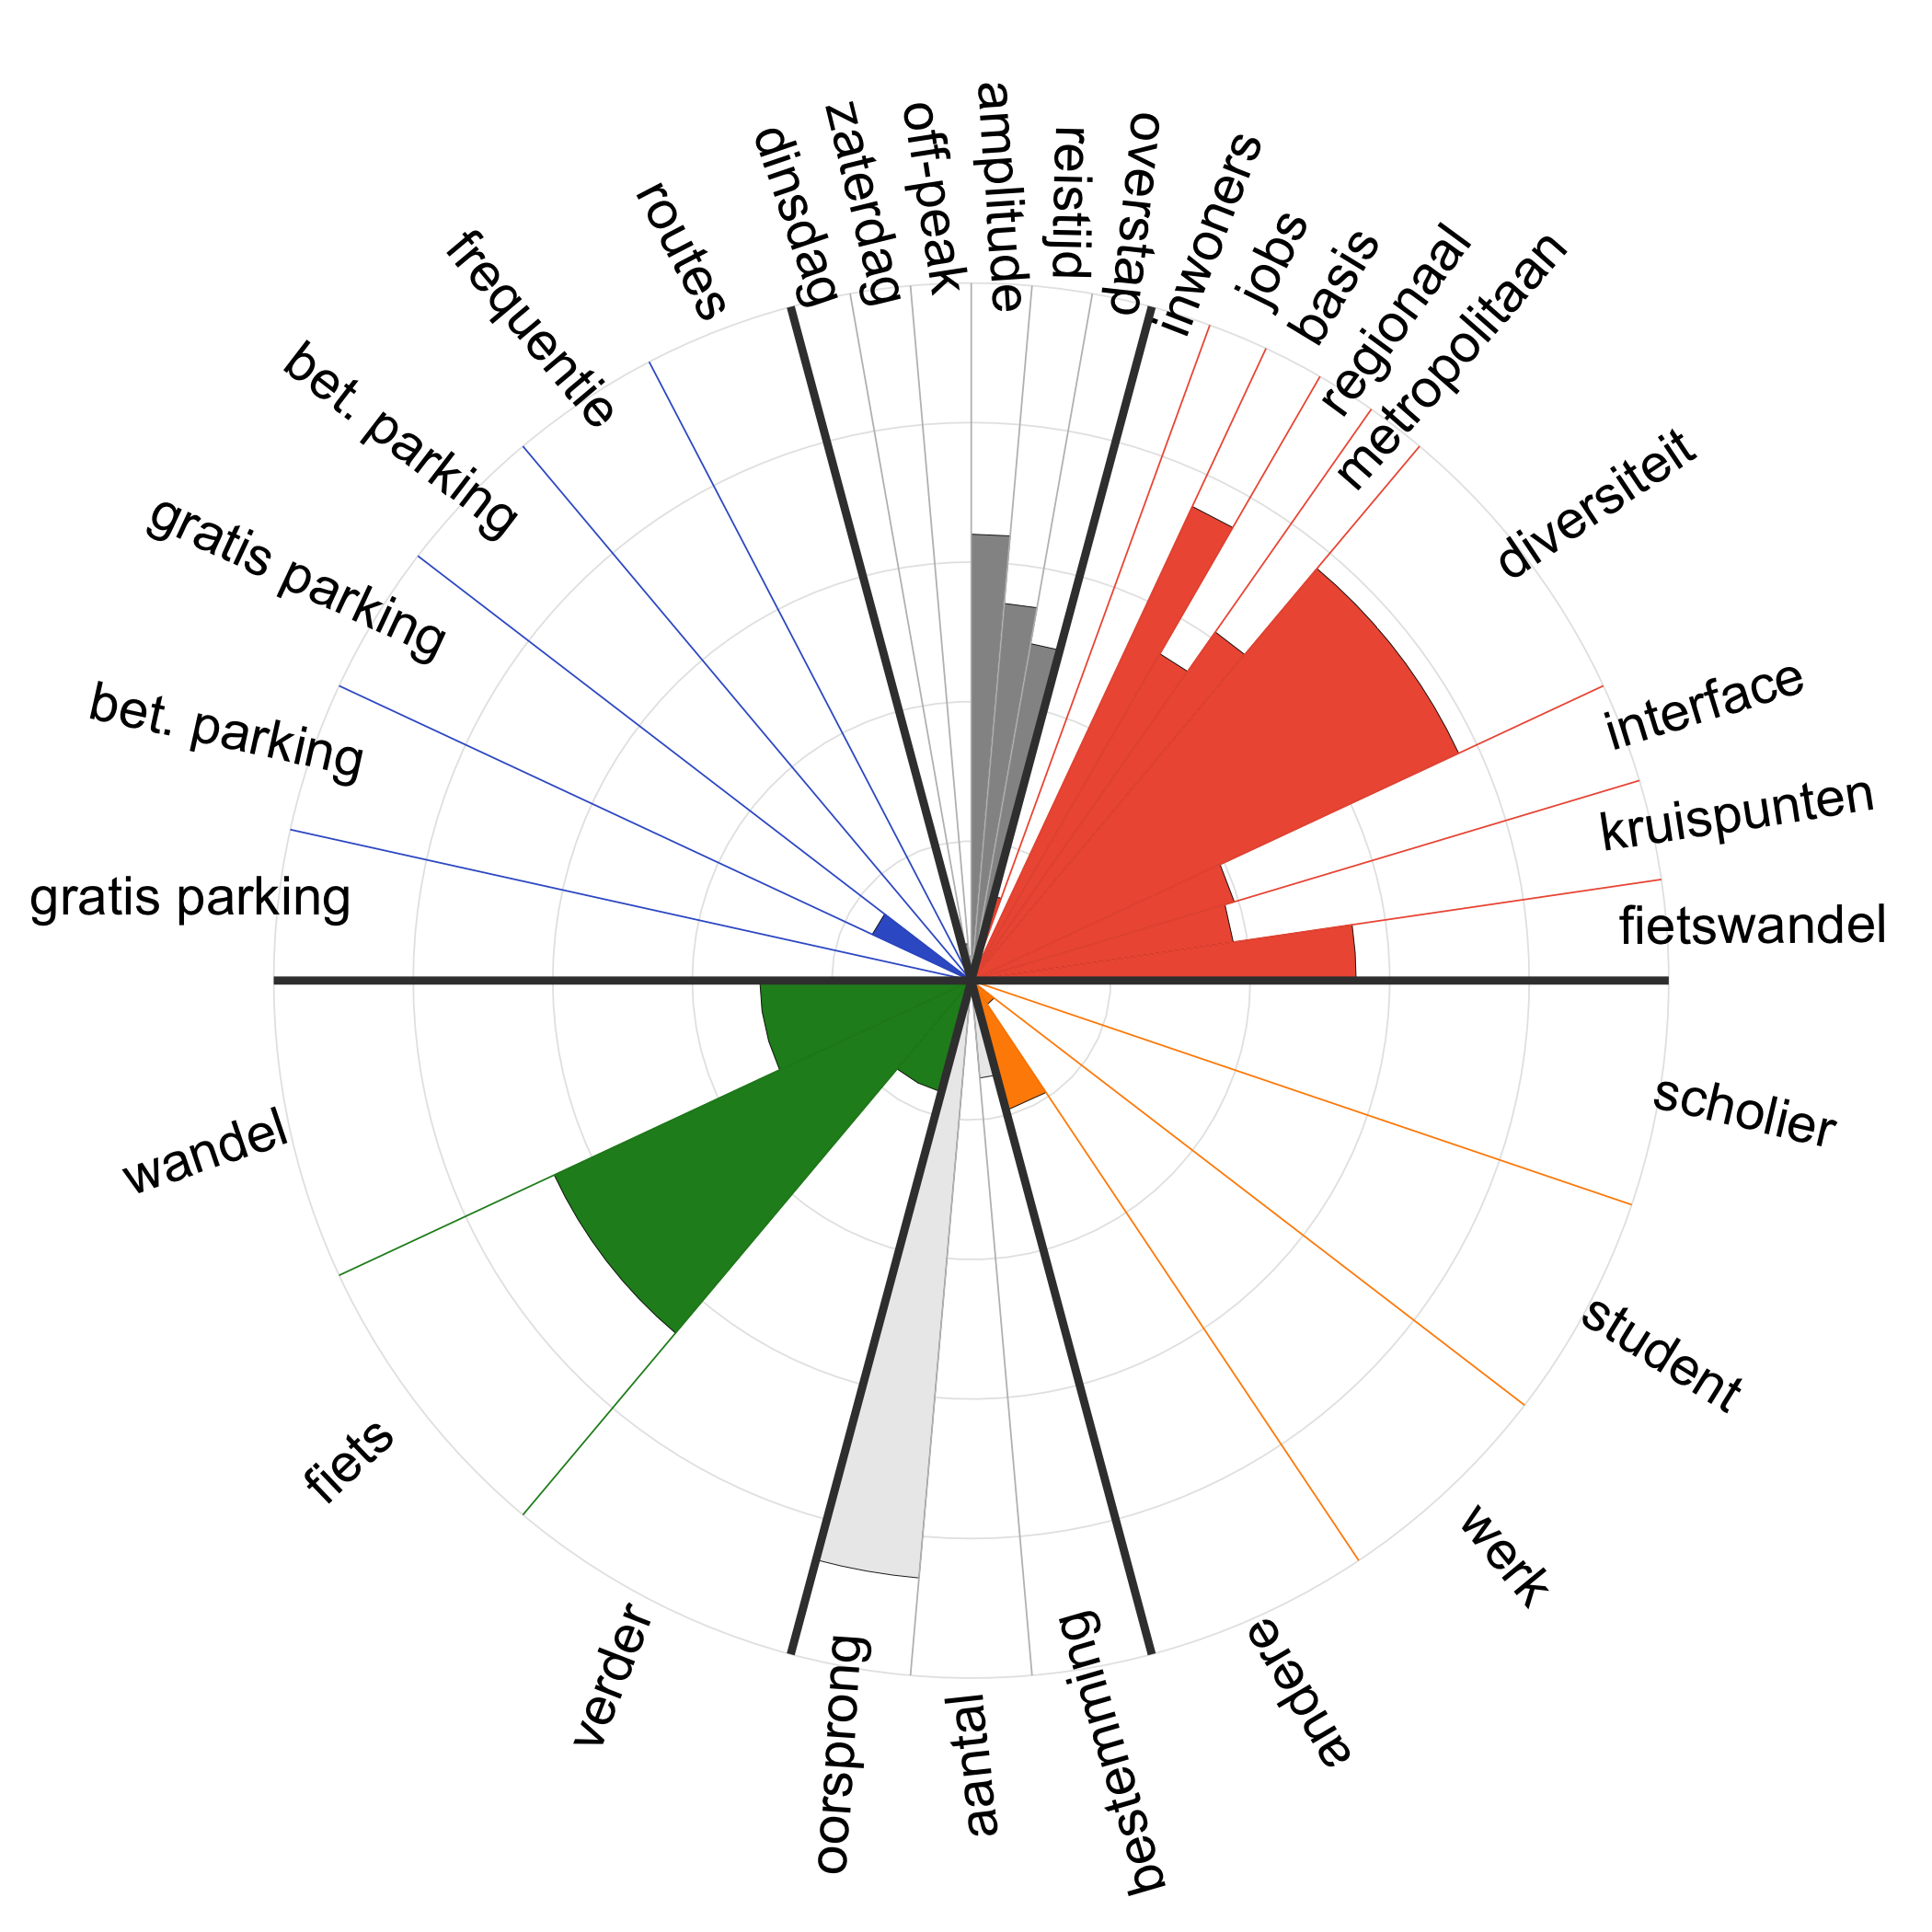 dinsdag
zaterdag
off-peak
amplitude
reistijd
overstap
inwoners
jobs
basis
regionaal
metropolitaan
diversiteit
interface
kruispunten
fietswandel
scholier
student
werk
andere
bestemming
aantal
oorsprong
verder
fiets
wandel
gratis parking
bet. parking
gratis parking
bet. parking
frequentie
routes